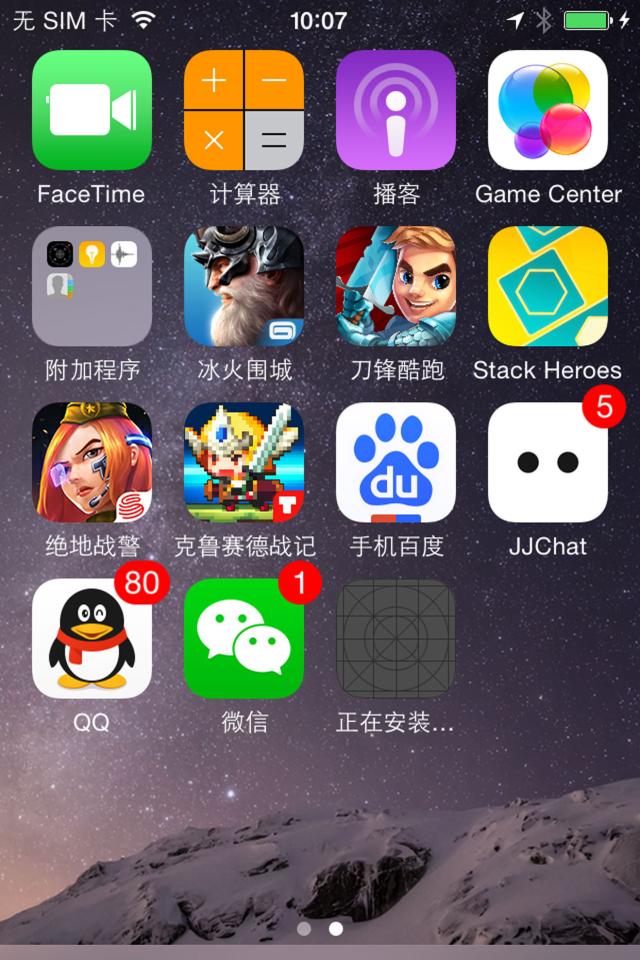 无 SIM 卡
10:07
FaceTime
计算器
播客
Game Center
附加程序
冰火围城
刀锋酷跑
Stack Heroes
5
绝地战警
克鲁赛德战记
du
手机百度
JJChat
80
1
QQ
微信
正在安装...